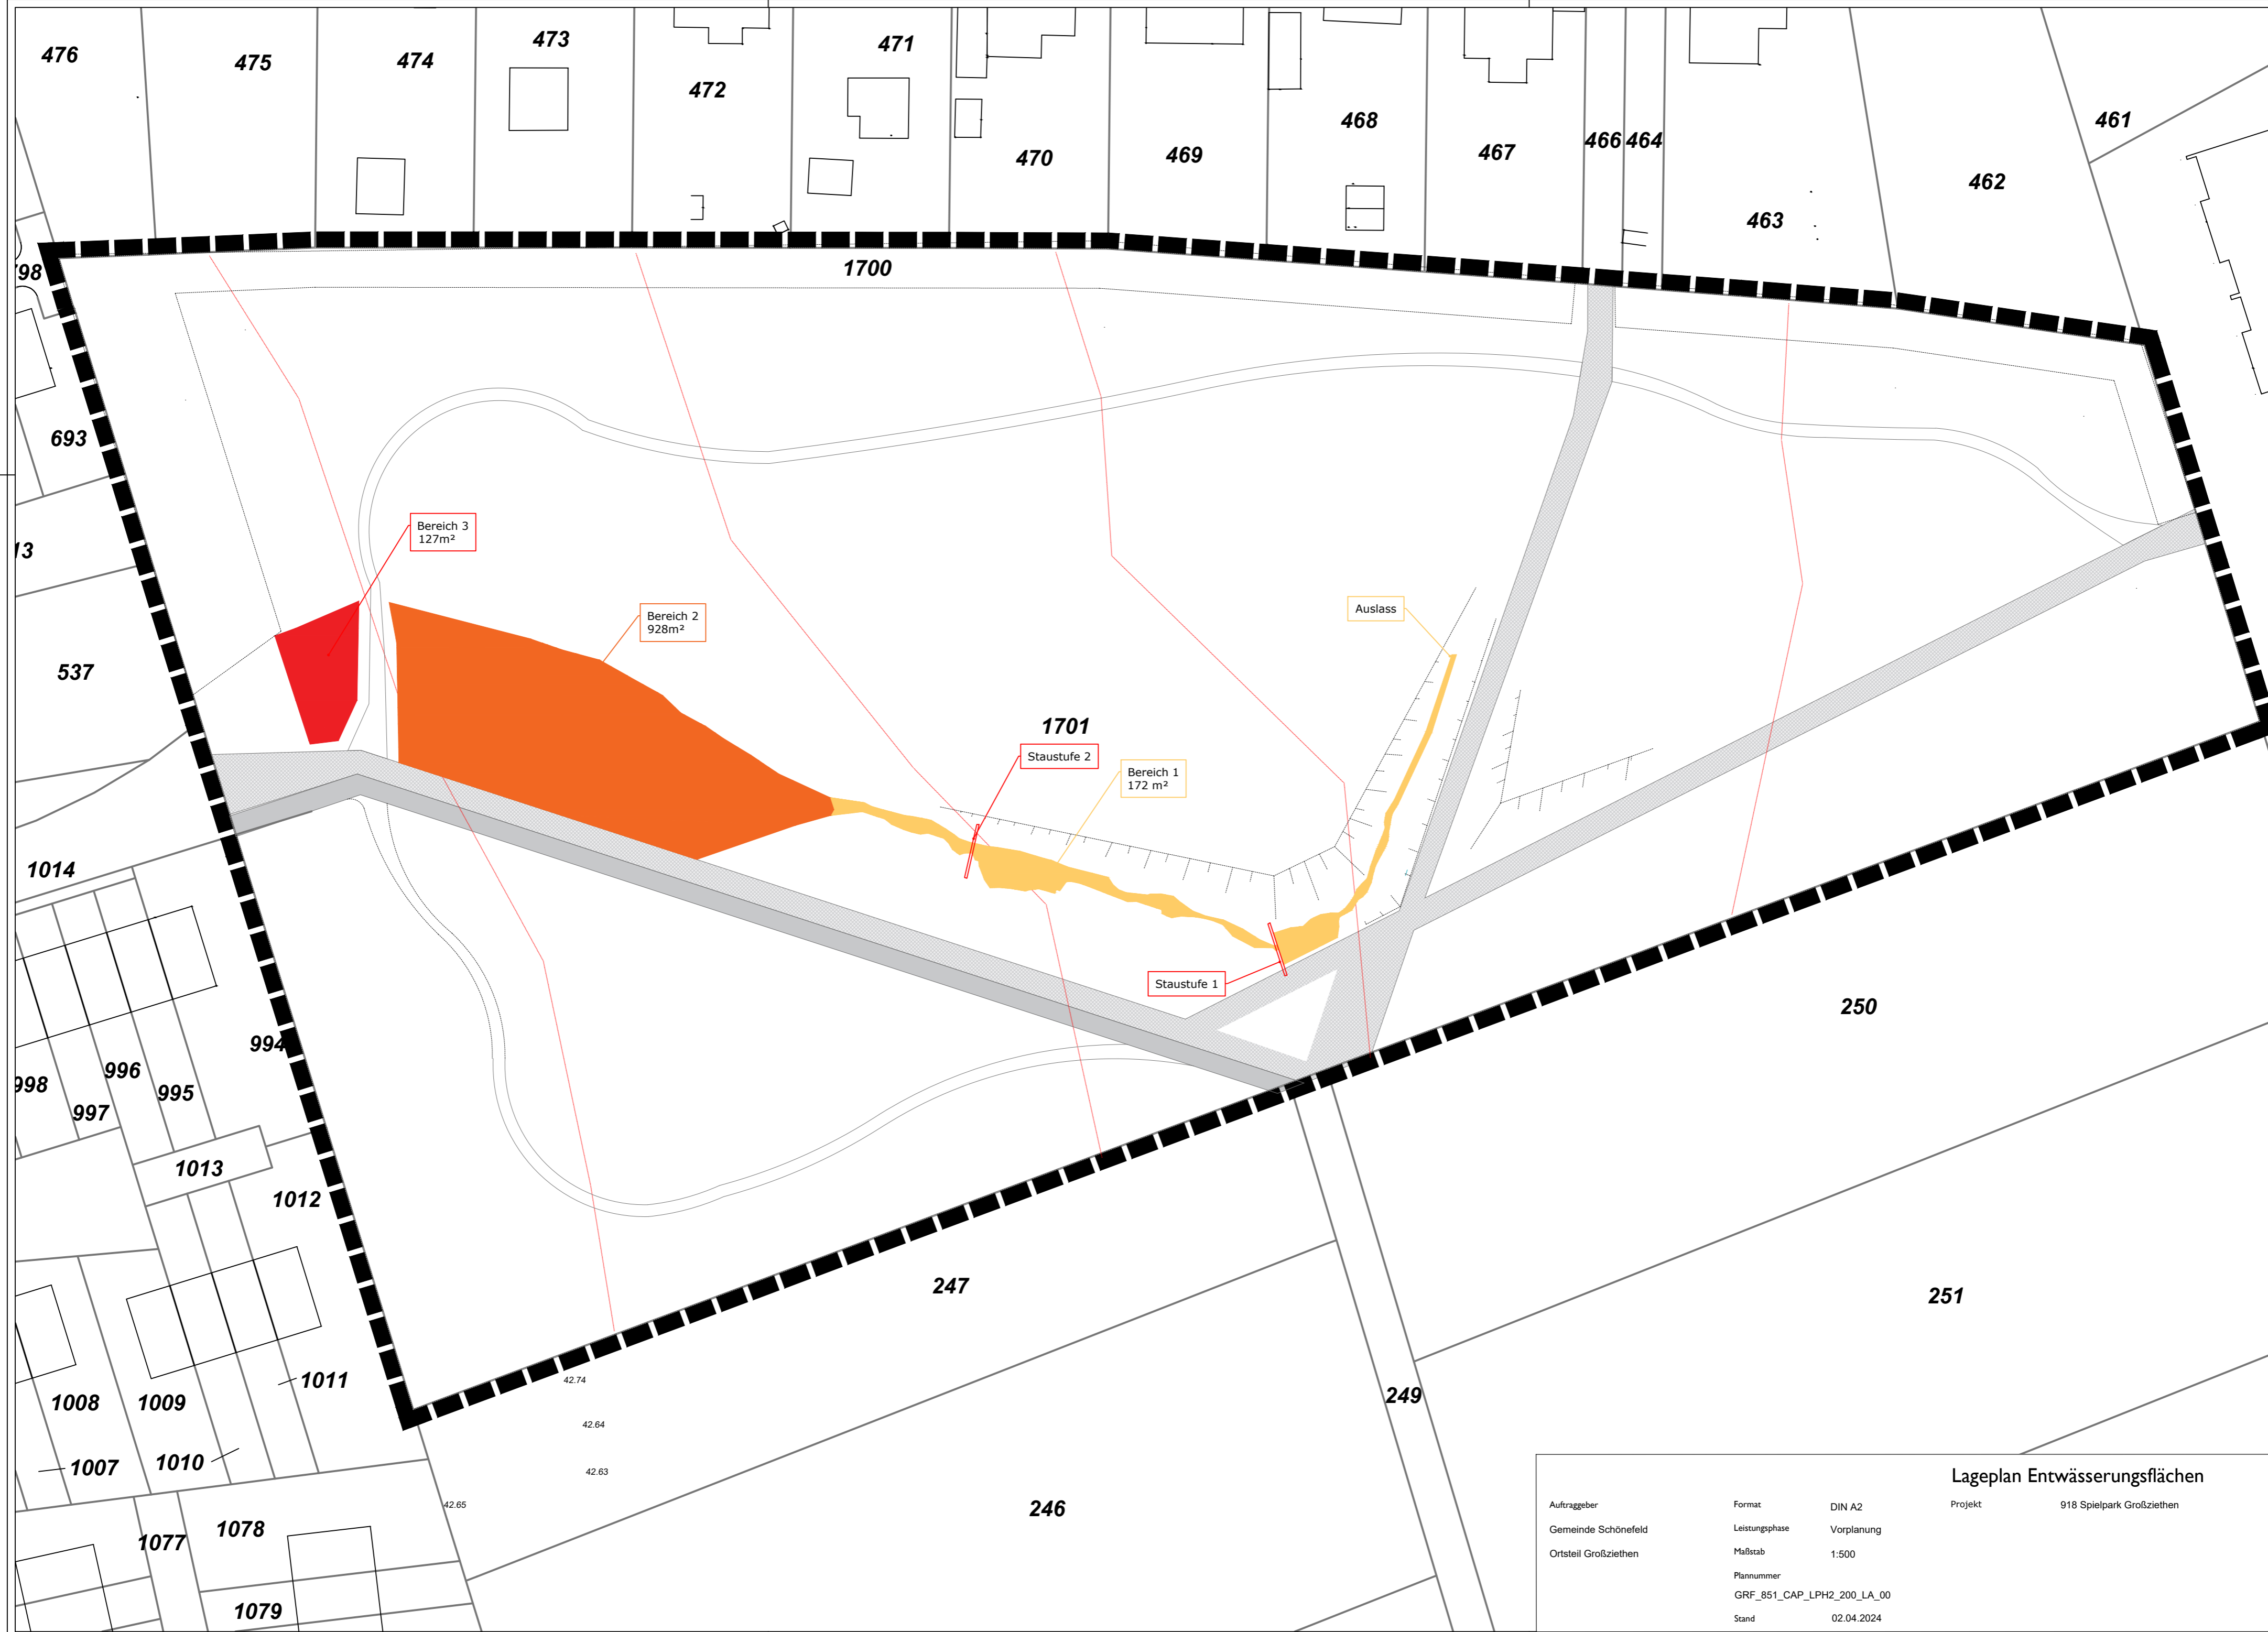 476
475
474
473
472
471
470
469
468
467
466
464
463
462
461
1700
693
537
Bereich 3
127m²
Bereich 2
928m²
Auslass
1701
Staustufe 2
Bereich 1
172 m²
Staustufe 1
1014
994
996
995
998
997
1013
1012
250
247
251
1011
1008
1009
1010
1007
249
246
42.74
42.64
42.63
42.65
1077
1078
1079
Lageplan Entwässerungsflächen
Auftraggeber
Gemeinde Schönefeld
Ortsteil Großziethen
Format DIN A2
Leistungsphase Vorplanung
Maßstab 1:500
Plannummer
GRF_851_CAP_LPH2_200_LA_00
Stand 02.04.2024
Projekt 918 Spielpark Großziethen